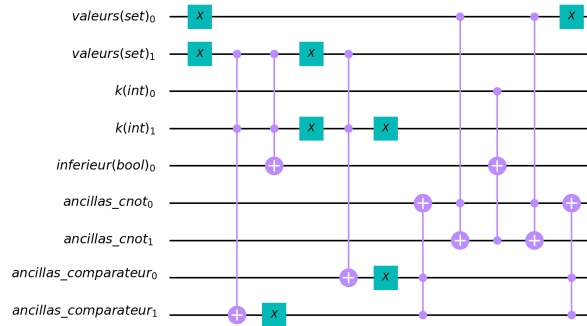 valeurs(set)0 X X
valeurs(set)1 X X
k(int)0
k(int)1 X X
inferieur(bool)0
ancillas_cnot0
ancillas_cnot1
ancillas_comparateur0 X
ancillas_comparateur1 X